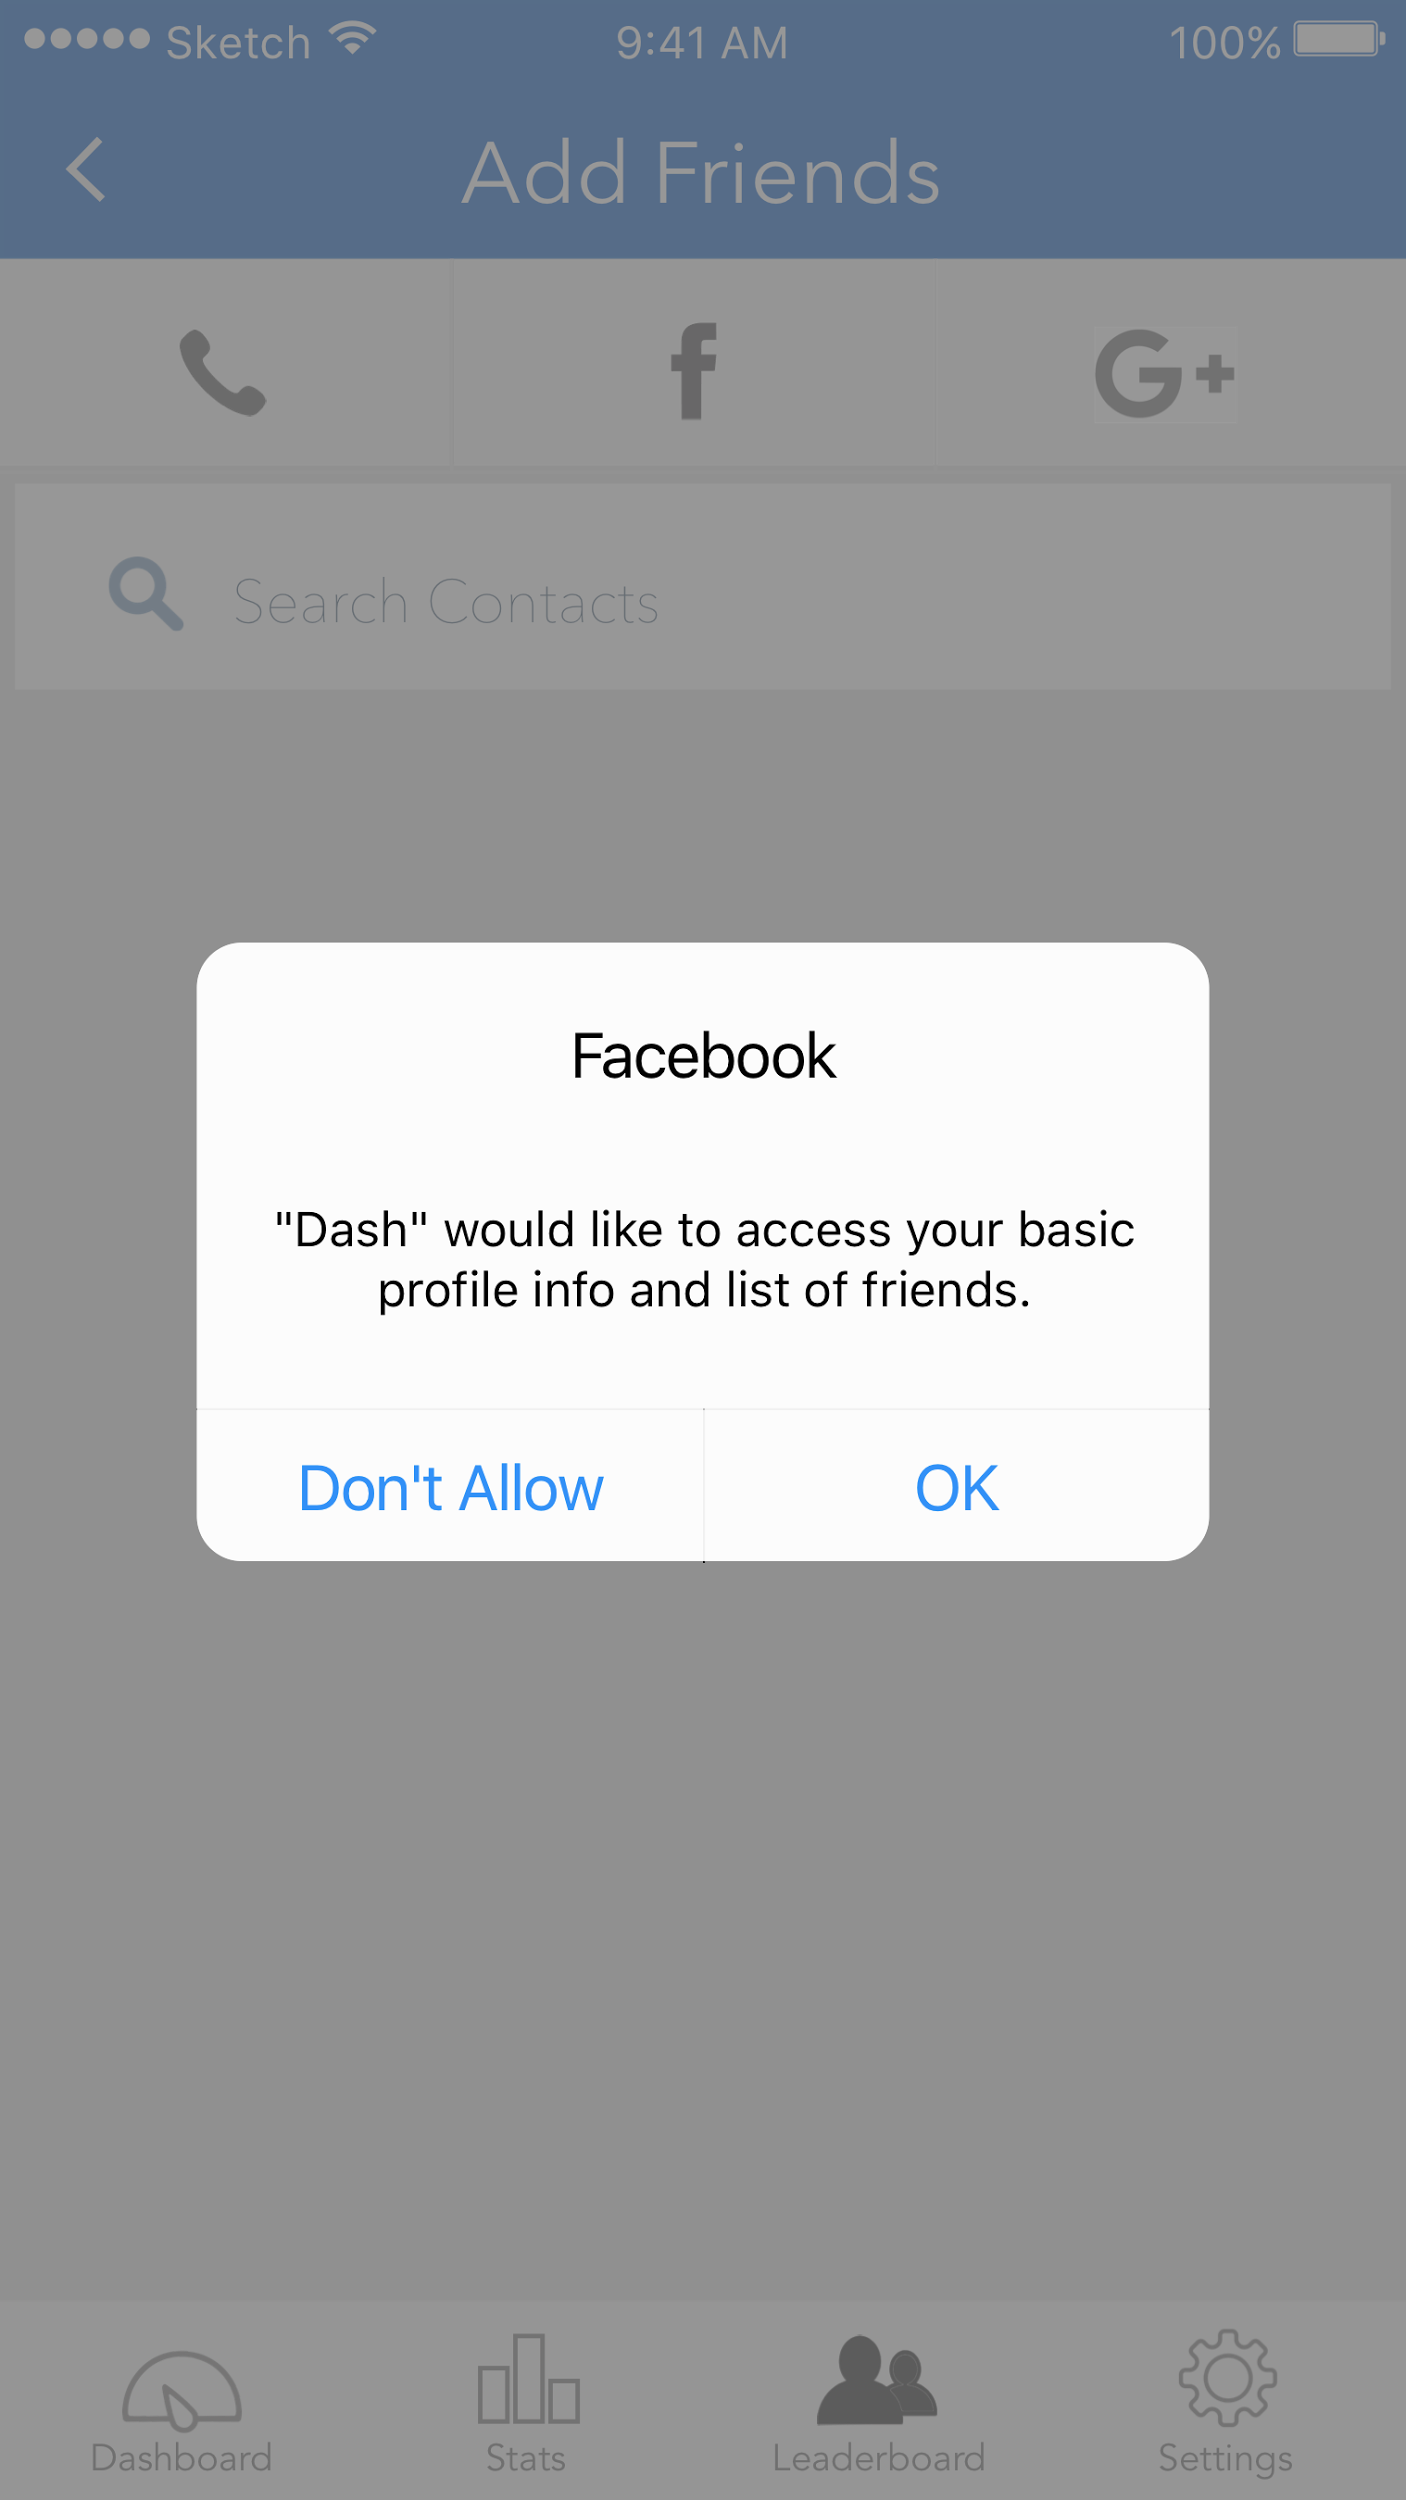 Sketch 9:41 AM 100%
Add Friends
f G+
Search Contacts
Facebook
"Dash" would like to access your basic
profile info and list of friends.
Don't Allow OK
Dashboard Stats Leaderboard Settings